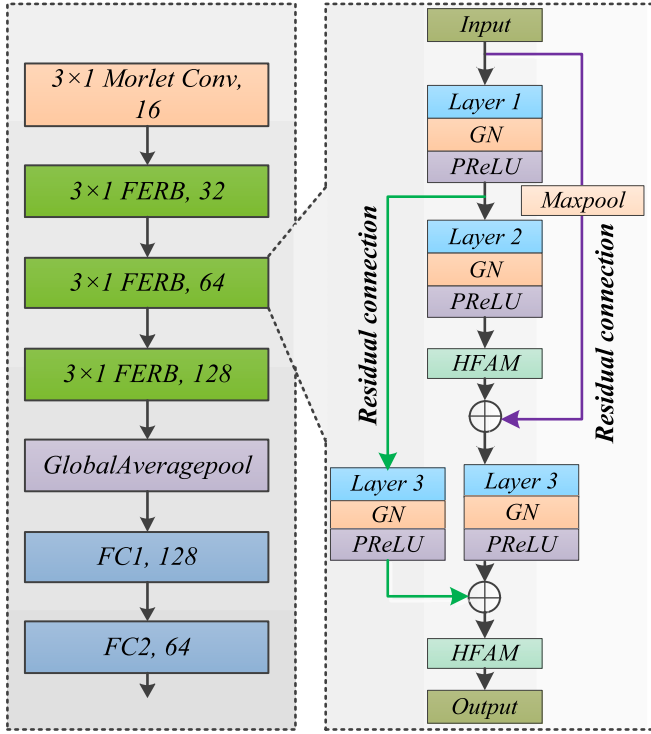 3×1 Morlet Conv,
16
3×1 FERB, 32
3×1 FERB, 64
3×1 FERB, 128
GlobalAveragepool
FC1, 128
FC2, 64
Input
Layer 1
GN
PReLU
Maxpool
Residual connection
Residual connection
Layer 2
GN
PReLU
HFAM
Layer 3
GN
PReLU
Layer 3
GN
PReLU
HFAM
Output